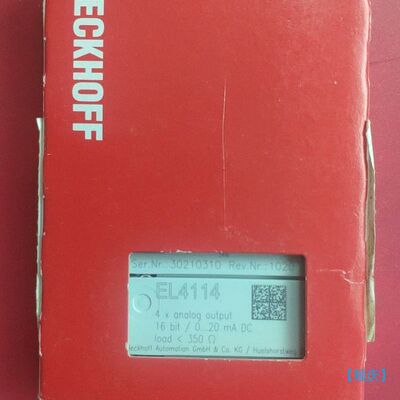 ECKHOFF
Ser.Nr. 30210310 Rev.Nr.:1020
EL4114
4 x analog output
16 bit / 0...20 mA DC
load < 350 Ω
eckhoff Automation GmbH & Co. KG / Huelshorstweg